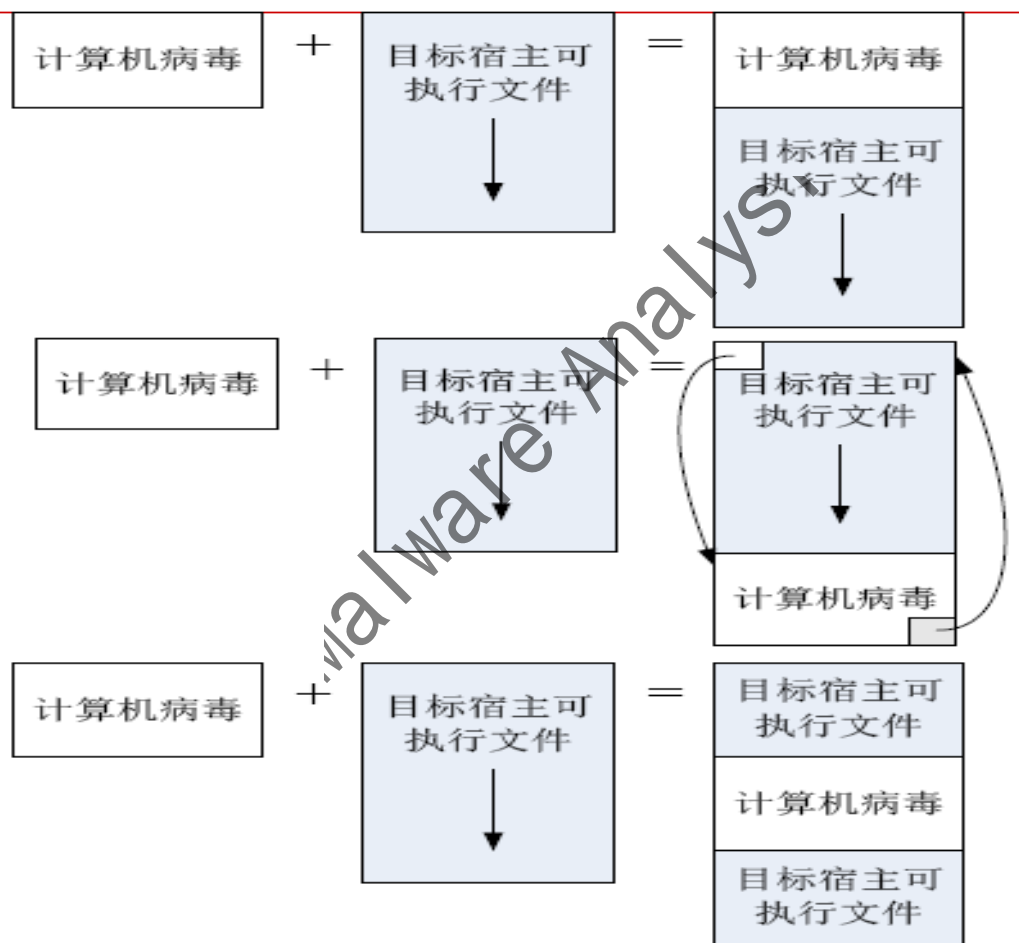 计算机病毒
+
目标宿主可
执行文件
=
计算机病毒
目标宿主可
执行文件
计算机病毒
+
目标宿主可
执行文件
=
目标宿主可
执行文件
计算机病毒
计算机病毒
+
目标宿主可
执行文件
=
目标宿主可
执行文件
计算机病毒
目标宿主可
执行文件
Malware Analys